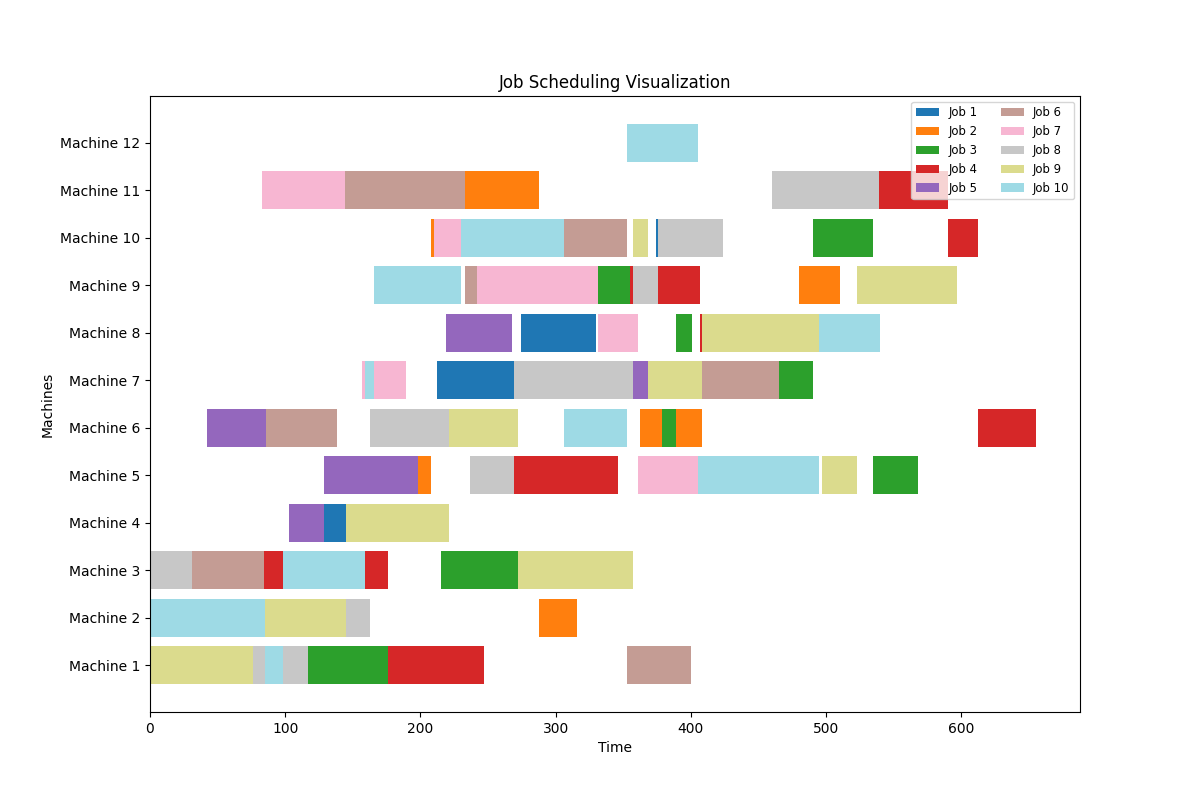 Job Scheduling Visualization
Machines
Machine 12
Machine 11
Machine 10
Machine 9
Machine 8
Machine 7
Machine 6
Machine 5
Machine 4
Machine 3
Machine 2
Machine 1
Job 1
Job 2
Job 3
Job 4
Job 5
Job 6
Job 7
Job 8
Job 9
Job 10
0 100 200 300 400 500 600
Time